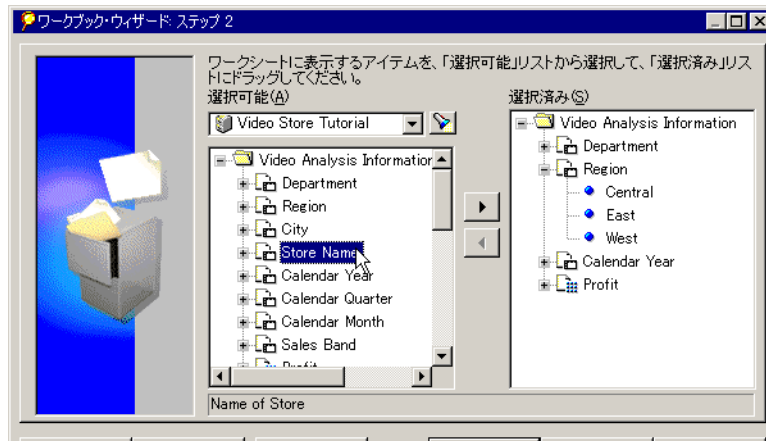 ワークブック・ウィザード: ステップ 2
ワークシートに表示するアイテムを、「選択可能」リストから選択して、「選択済み」リス
トにドラッグしてください。
選択可能(A)
Video Store Tutorial
Video Analysis Information
Department
Region
City
Store Name
Calendar Year
Calendar Quarter
Calendar Month
Sales Band
Profit
Name of Store
選択済み(S)
Video Analysis Information
Department
Region
Central
East
West
Calendar Year
Profit